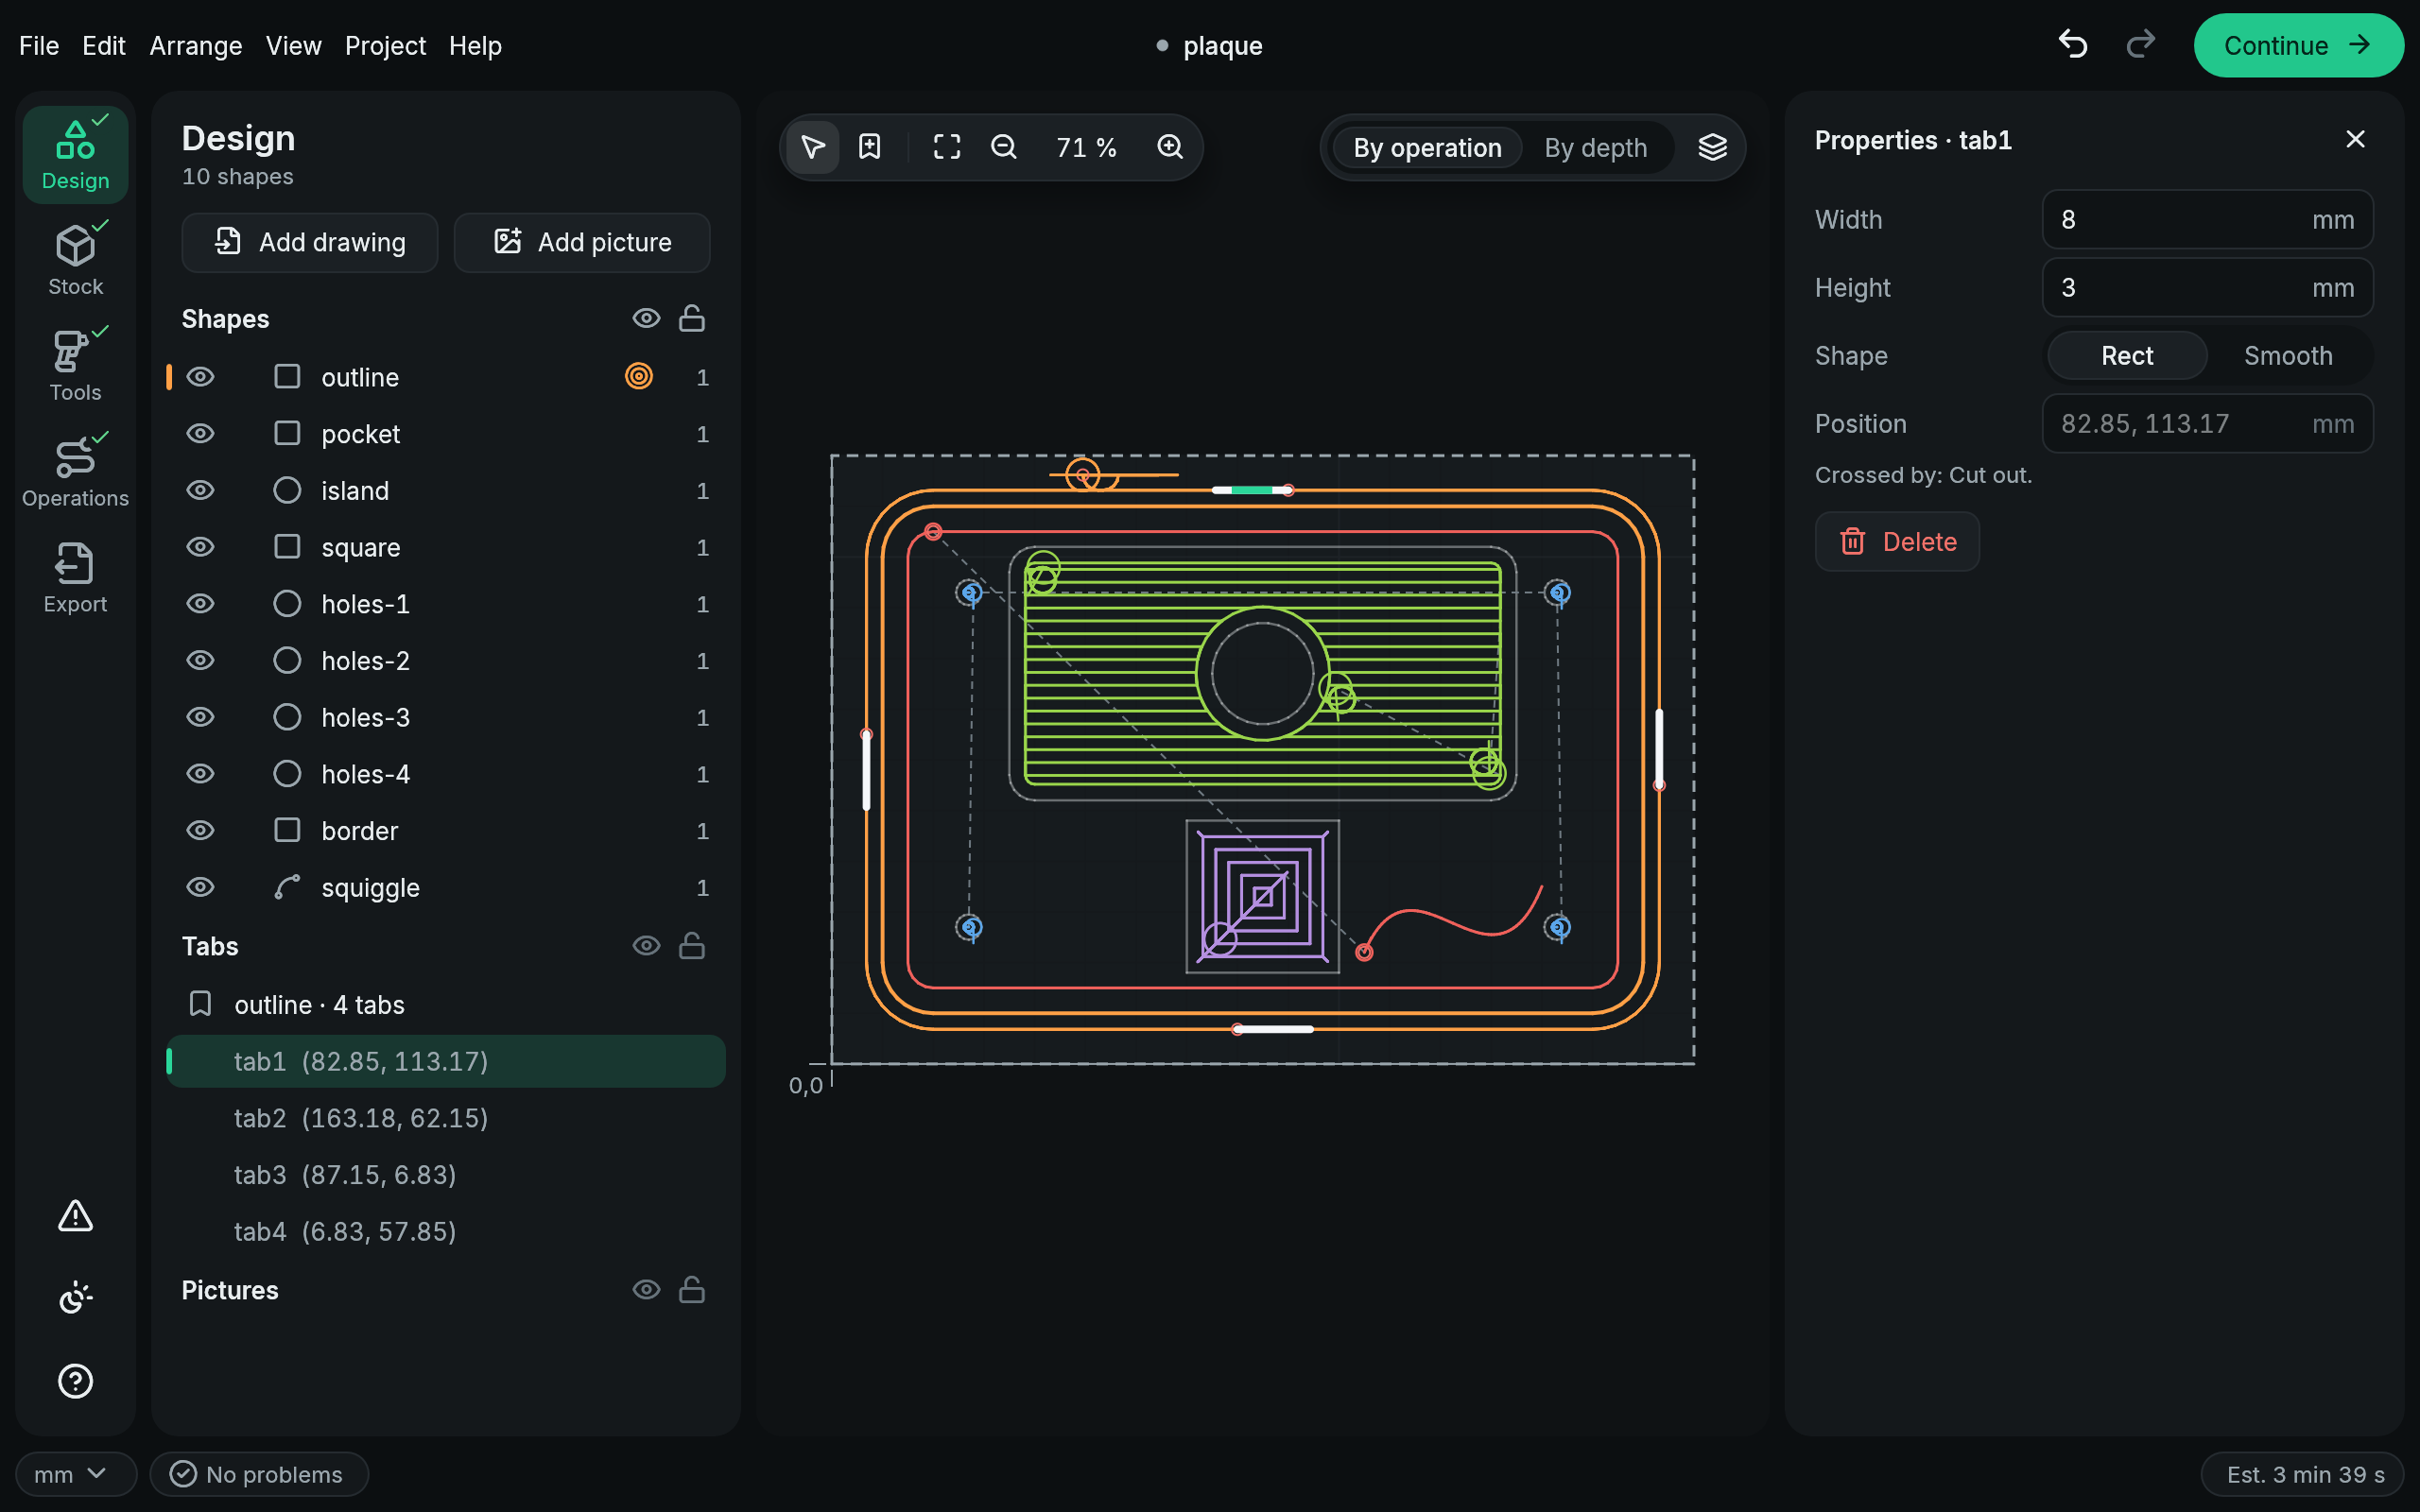 File Edit Arrange View Project Help
plaque
Continue
Design
Stock
Tools
Operations
Export
Design
10 shapes
Add drawing
Add picture
Shapes
outline 1
pocket 1
island 1
square 1
holes-1 1
holes-2 1
holes-3 1
holes-4 1
border 1
squiggle 1
Tabs
outline · 4 tabs
tab1 (82.85, 113.17)
tab2 (163.18, 62.15)
tab3 (87.15, 6.83)
tab4 (6.83, 57.85)
Pictures
71 %
By operation By depth
0,0
Properties · tab1
Width 8 mm
Height 3 mm
Shape Rect Smooth
Position 82.85, 113.17 mm
Crossed by: Cut out.
Delete
mm
No problems
Est. 3 min 39 s